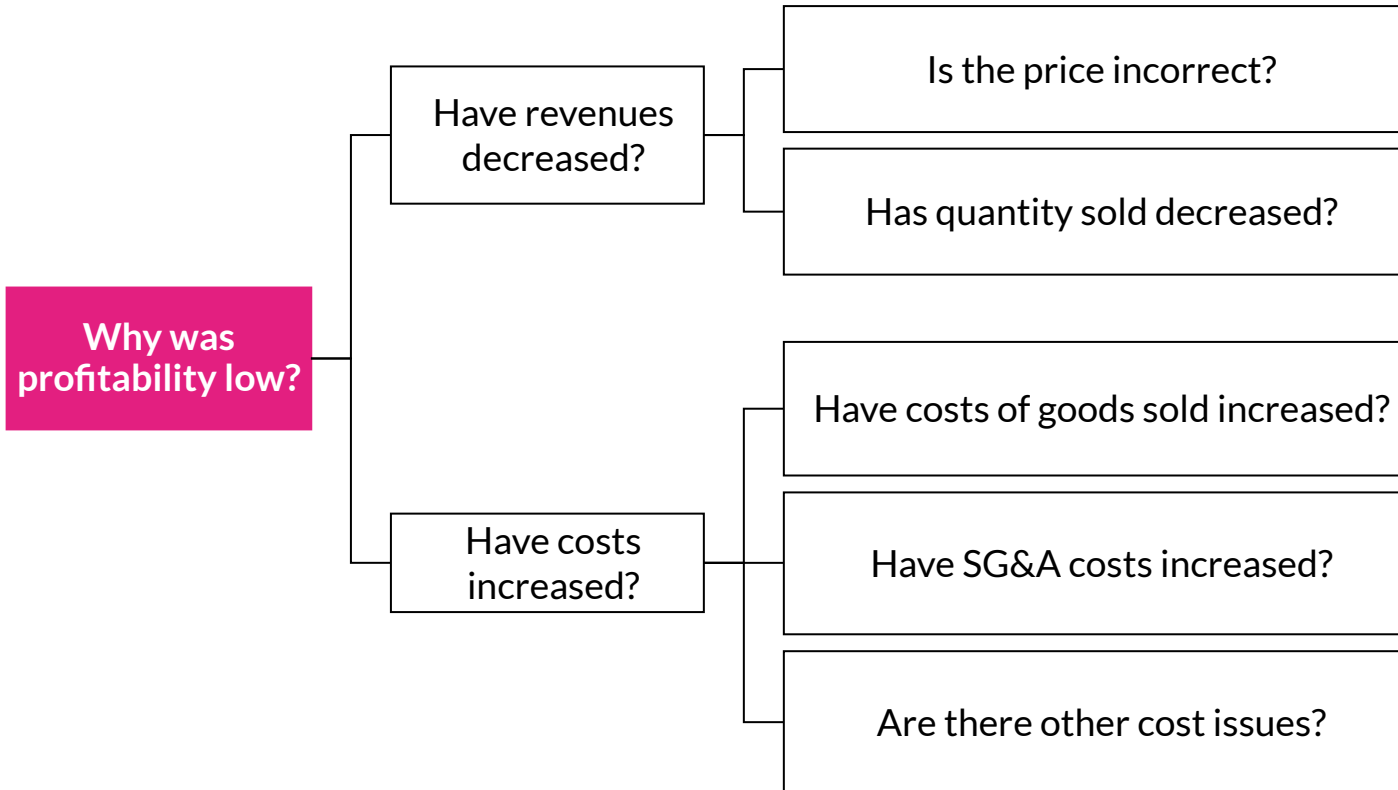 Why was
profitability low?
Have revenues
decreased?
Is the price incorrect?
Has quantity sold decreased?
Have costs
increased?
Have costs of goods sold increased?
Have SG&A costs increased?
Are there other cost issues?